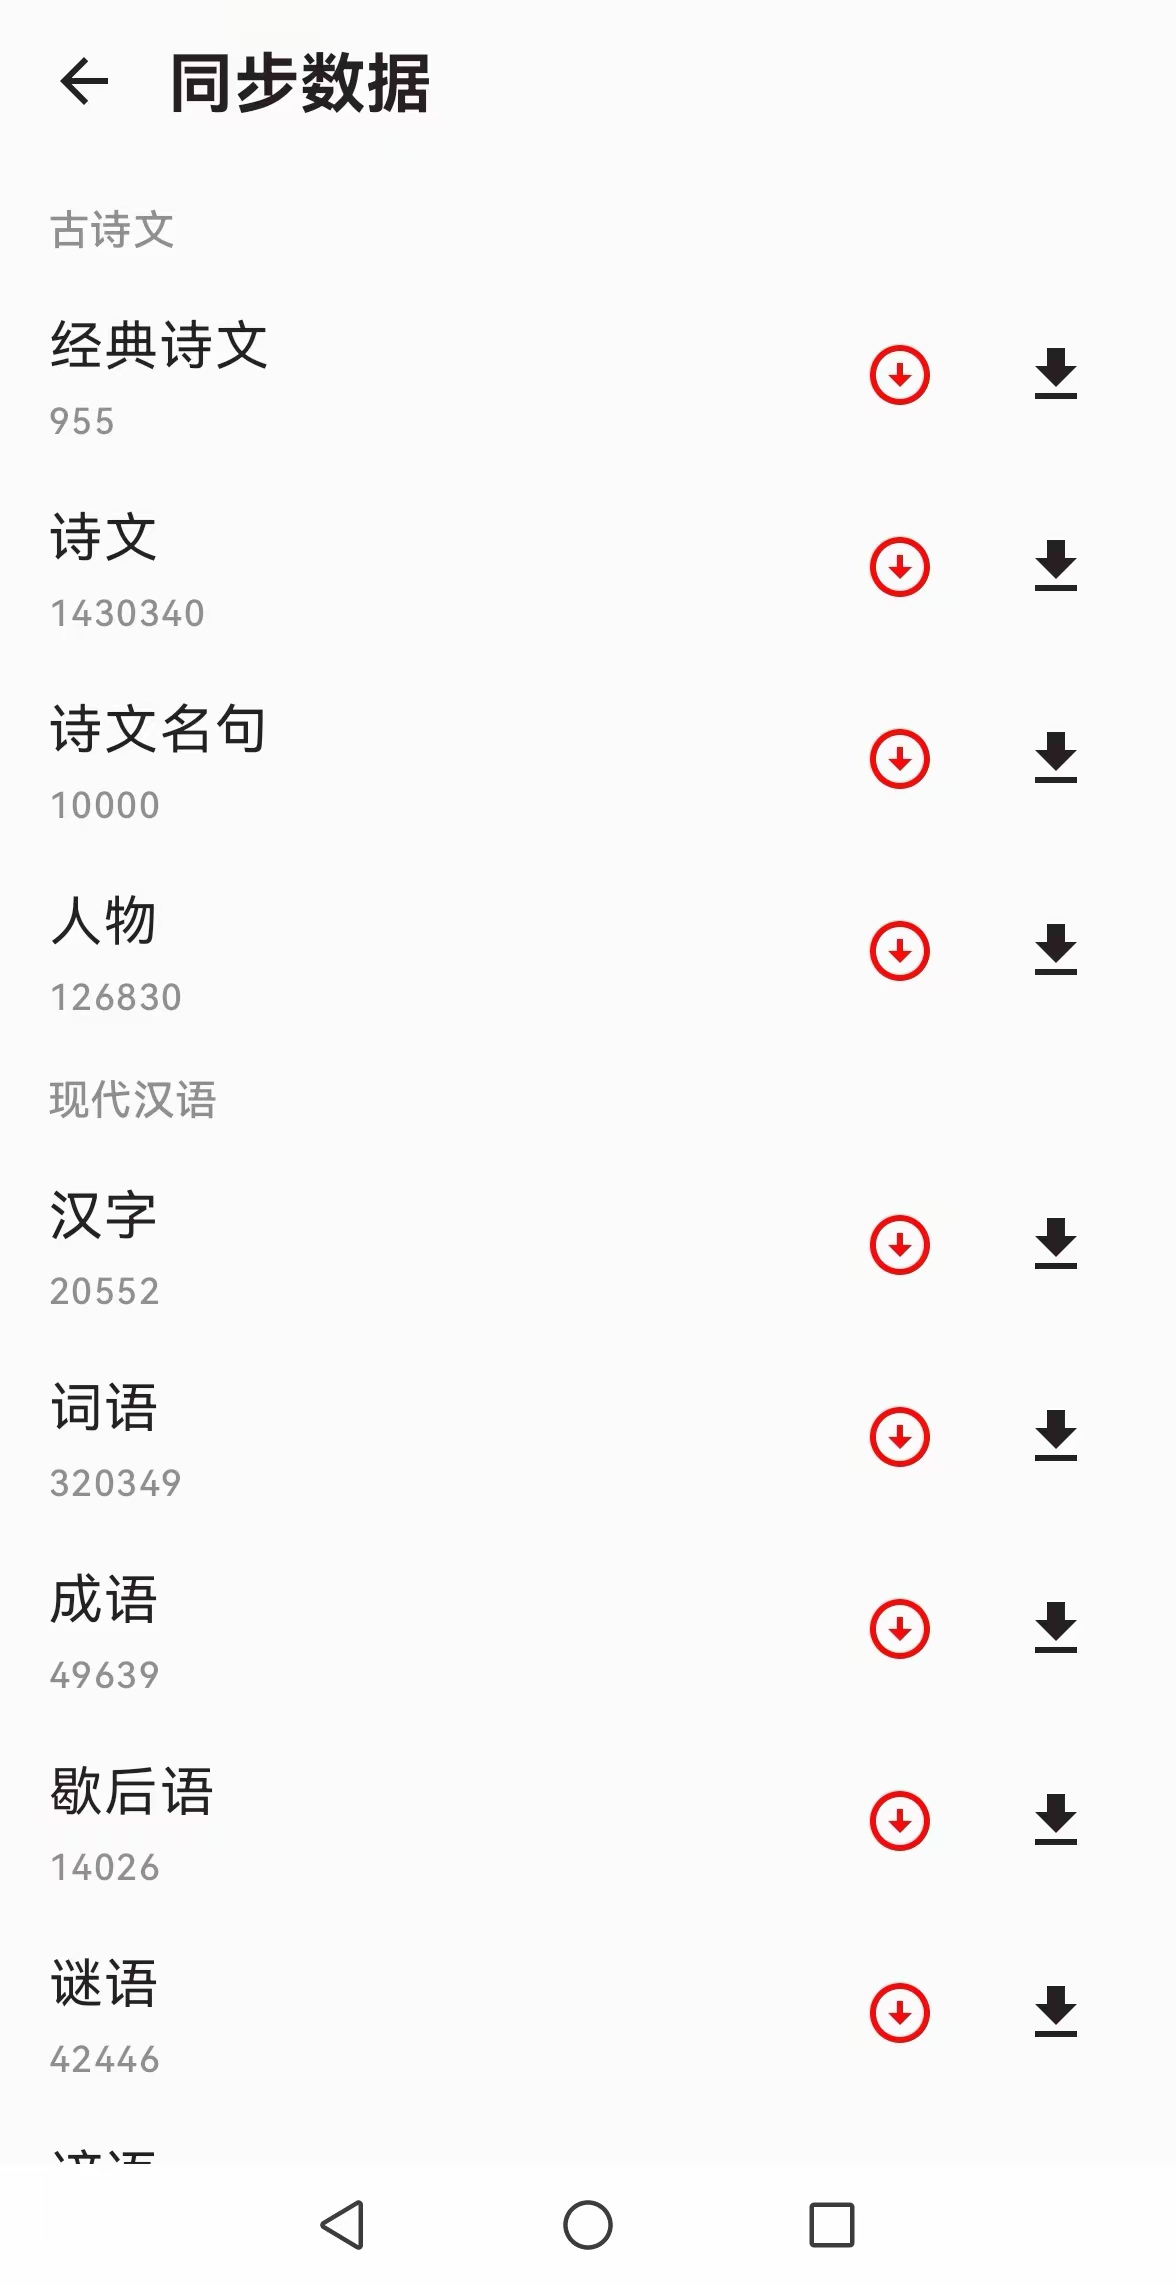 同步数据
古诗文
经典诗文
955
诗文
1430340
诗文名句
10000
人物
126830
现代汉语
汉字
20552
词语
320349
成语
49639
歇后语
14026
谜语
42446